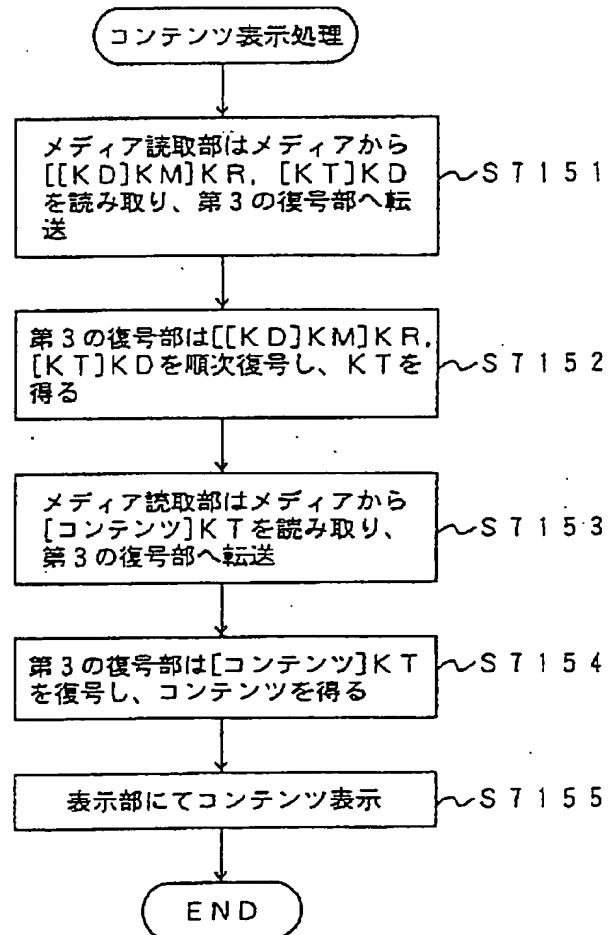 コンテンツ表示処理
メディア読取部はメディアから
[[KD]KM]KR, [KT]KD
を読み取り、第3の復号部へ転
送
S7151
第3の復号部は[[KD]KM]KR,
[KT]KDを順次復号し、KTを
得る
S7152
メディア読取部はメディアから
[コンテンツ]KTを読み取り、
第3の復号部へ転送
S7153
第3の復号部は[コンテンツ]KT
を復号し、コンテンツを得る
S7154
表示部にてコンテンツ表示
S7155
END